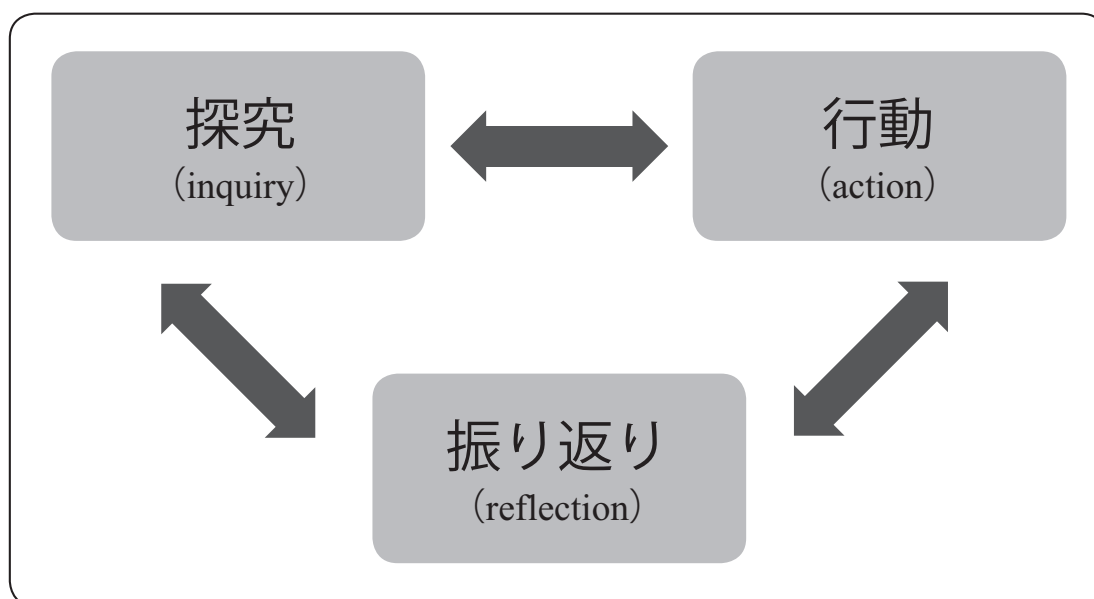 探究
（inquiry）
行動
（action）
振り返り
（reflection）